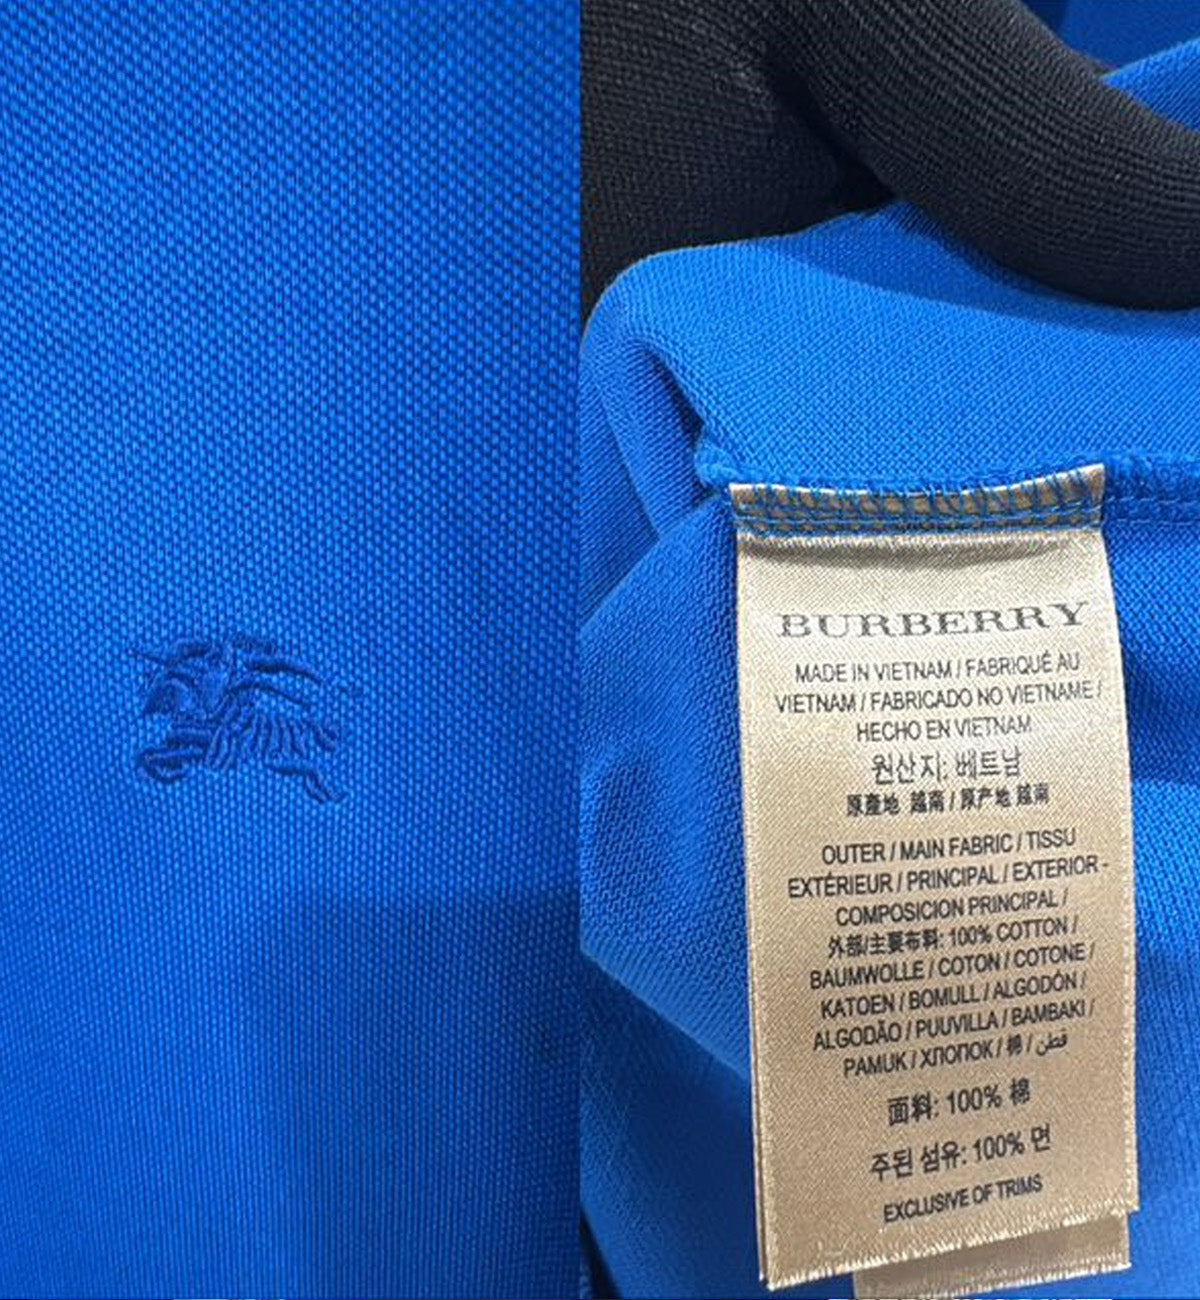 BURBERRY
MADE IN VIETNAM / FABRIQUÉ AU
VIETNAM / FABRICADO NO VIETNAME /
HECHO EN VIETNAM
원산지: 베트남
原產地 越南 / 原产地 越南
OUTER / MAIN FABRIC / TISSU
EXTÉRIEUR / PRINCIPAL / EXTERIOR -
COMPOSICION PRINCIPAL /
外部/主要布料: 100% COTTON /
BAUMWOLLE / COTON / COTONE /
KATOEN / BOMULL / ALGODÓN /
ALGODÃO / PUUVILLA / BAMBAKI /
PAMUK / ХЛОПОК / 棉 / قطن
面料: 100% 棉
주된 섬유: 100% 면
EXCLUSIVE OF TRIMS